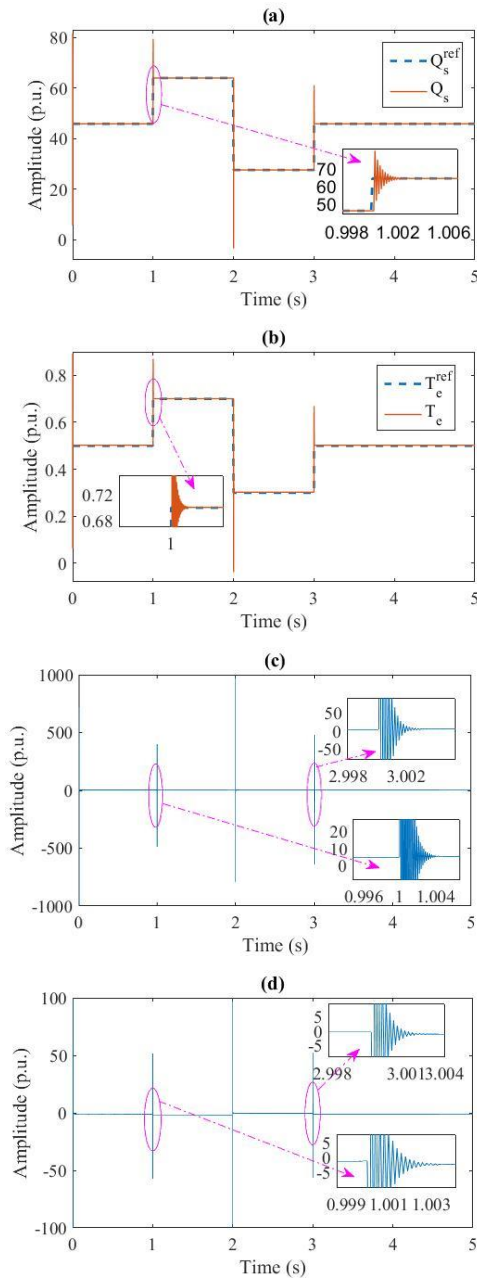 (a)
Amplitude (p.u.)
80
60
40
20
0
Q_s^ref
Q_s
70
60
50
0.998 1.002 1.006
0 1 2 3 4 5
Time (s)
(b)
Amplitude (p.u.)
0.8
0.6
0.4
0.2
0
T_e^ref
T_e
0.72
0.68
1
0 1 2 3 4 5
Time (s)
(c)
Amplitude (p.u.)
1000
500
0
-500
-1000
50
0
-50
2.998 3.002
20
10
0
0.996 1 1.004
0 1 2 3 4 5
Time (s)
(d)
Amplitude (p.u.)
100
50
0
-50
-100
5
0
-5
2.998 3.001 3.004
5
0
-5
0.999 1.001 1.003
0 1 2 3 4 5
Time (s)